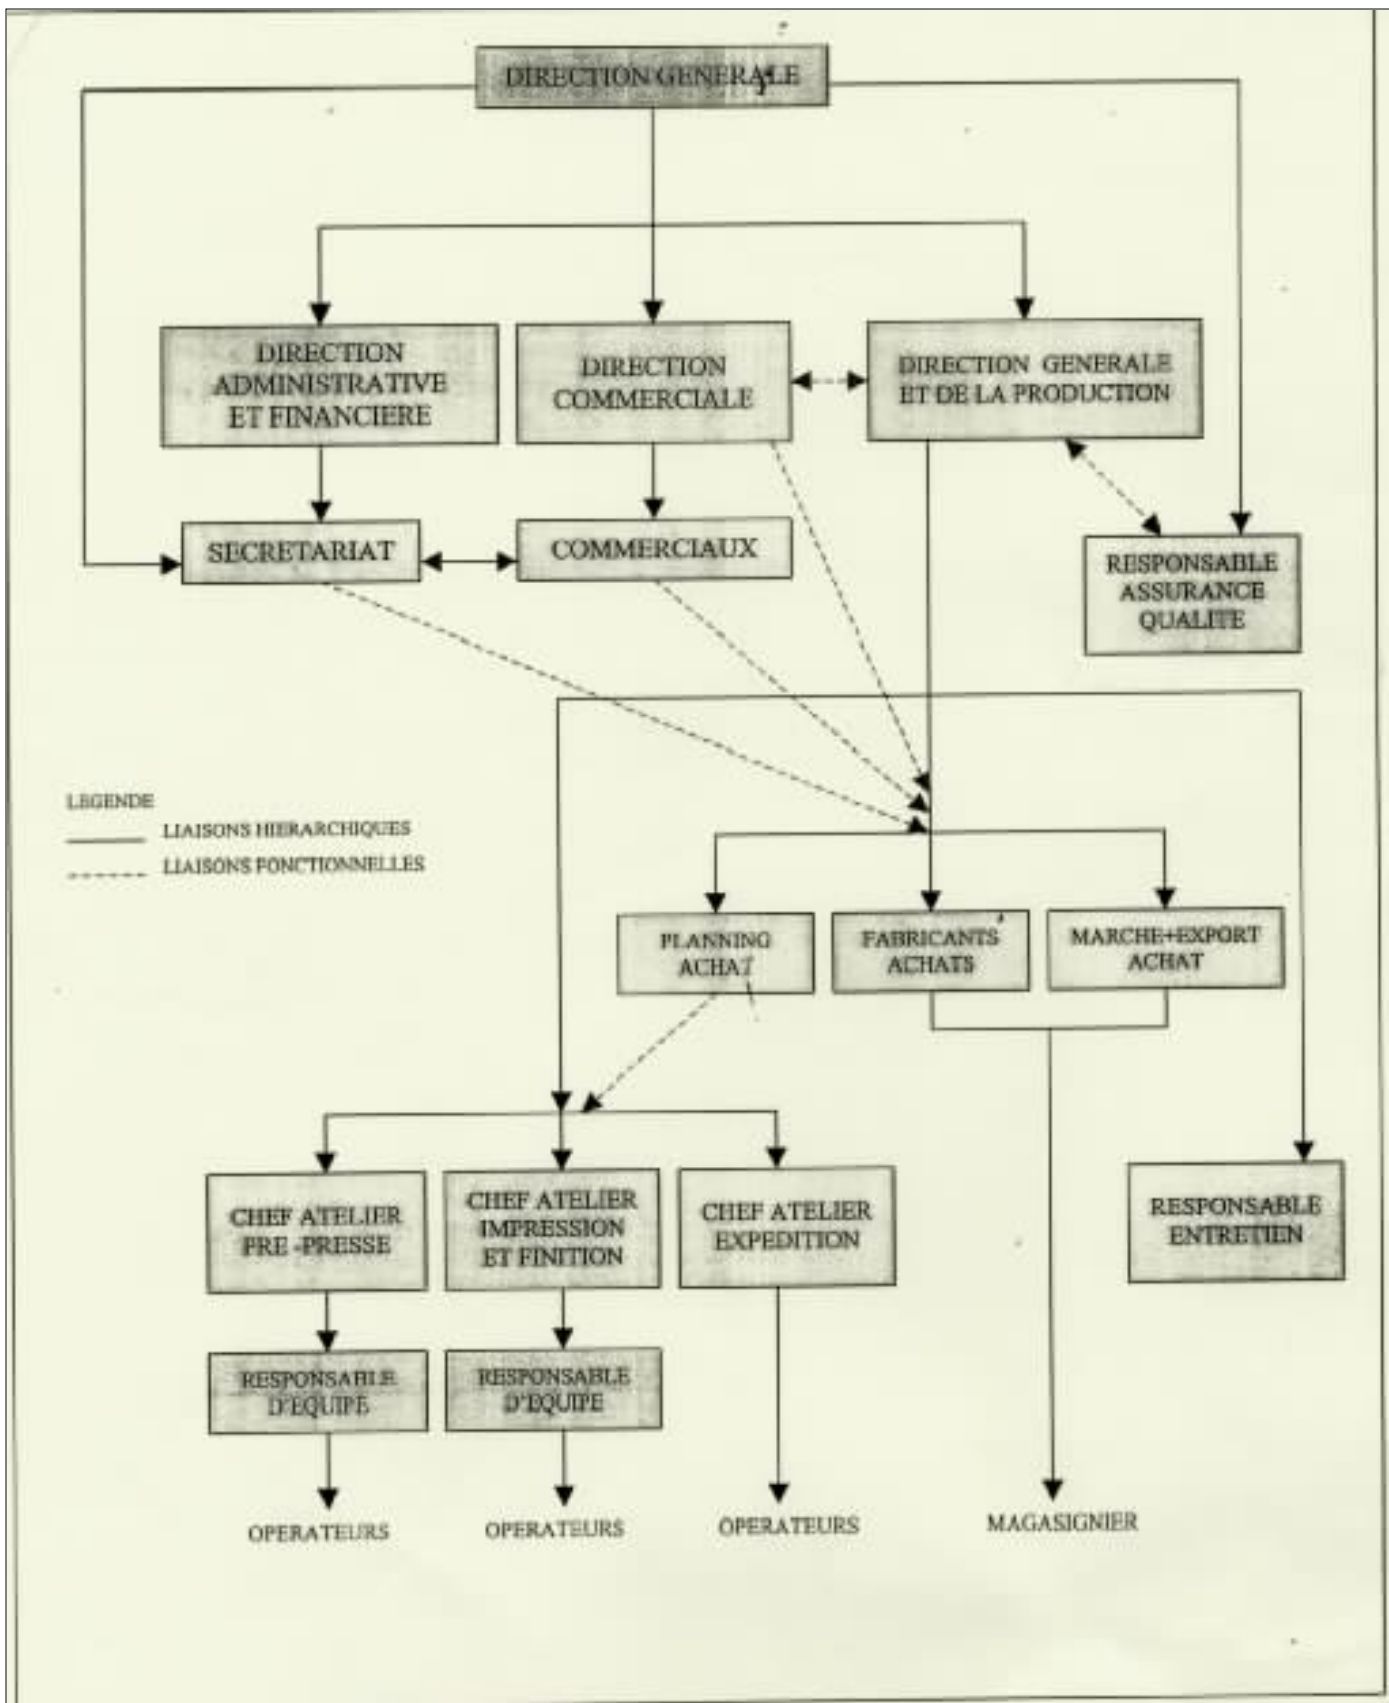 DIRECTION GENERALE
DIRECTION
ADMINISTRATIVE
ET FINANCIERE
DIRECTION
COMMERCIALE
DIRECTION GENERALE
ET DE LA PRODUCTION
SECRETARIAT
COMMERCIAUX
RESPONSABLE
ASSURANCE
QUALITE
LEGENDE
LIAISONS HIERARCHIQUES
LIAISONS FONCTIONNELLES
PLANNING
ACHAT
FABRICANTS
ACHATS
MARCHE+EXPORT
ACHAT
CHEF ATELIER
PRE -PRESSE
CHEF ATELIER
IMPRESSION
ET FINITION
CHEF ATELIER
EXPEDITION
RESPONSABLE
ENTRETIEN
RESPONSABLE
D'EQUIPE
RESPONSABLE
D'EQUIPE
OPERATEURS
OPERATEURS
OPERATEURS
MAGASIGNIER